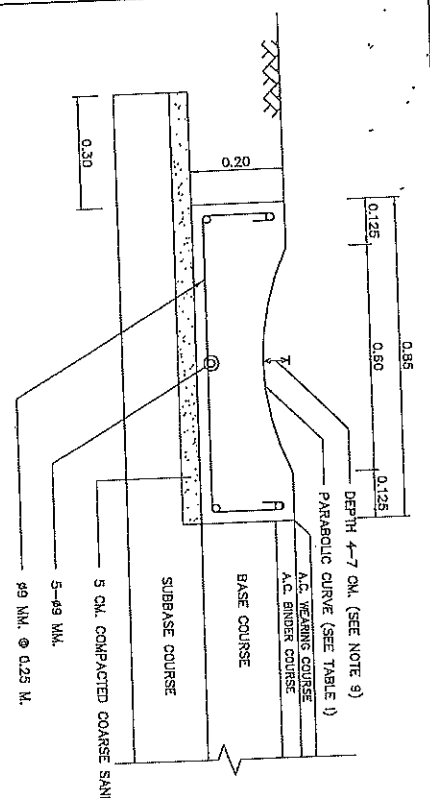 0.85
0.125
0.60
0.125
0.20
0.30
DEPTH 4-7 CM. (SEE NOTE 9)
PARABOLIC CURVE (SEE TABLE 1)
A.C. WEARING COURSE
A.C. BINDER COURSE
BASE COURSE
SUBBASE COURSE
5 CM. COMPACTED COARSE SAND
5-ø9 MM.
ø9 MM. @ 0.25 M.